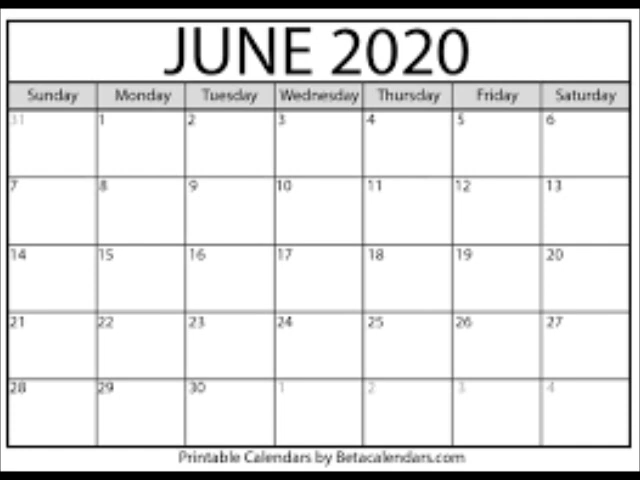 JUNE 2020
Sunday Monday Tuesday Wednesday Thursday Friday Saturday
31 1 2 3 4 5 6
7 8 9 10 11 12 13
14 15 16 17 18 19 20
21 22 23 24 25 26 27
28 29 30 1 2 3 4
Printable Calendars by Betacalendars.com